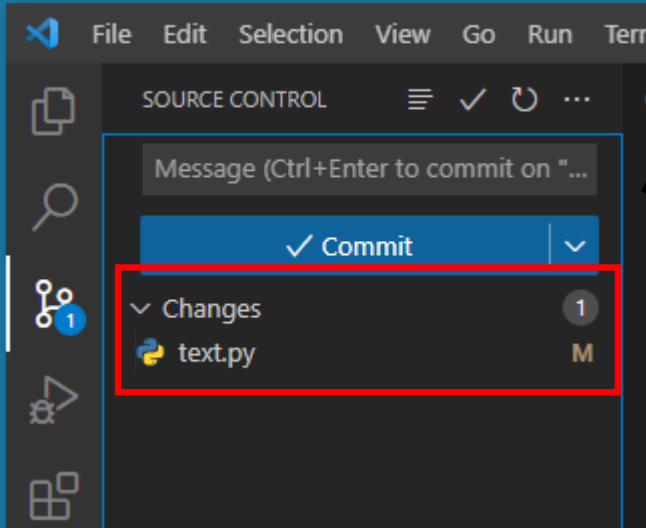 File Edit Selection View Go Run
SOURCE CONTROL
Message (Ctrl+Enter to commit on "...
Commit
Changes 1
1
text.py M